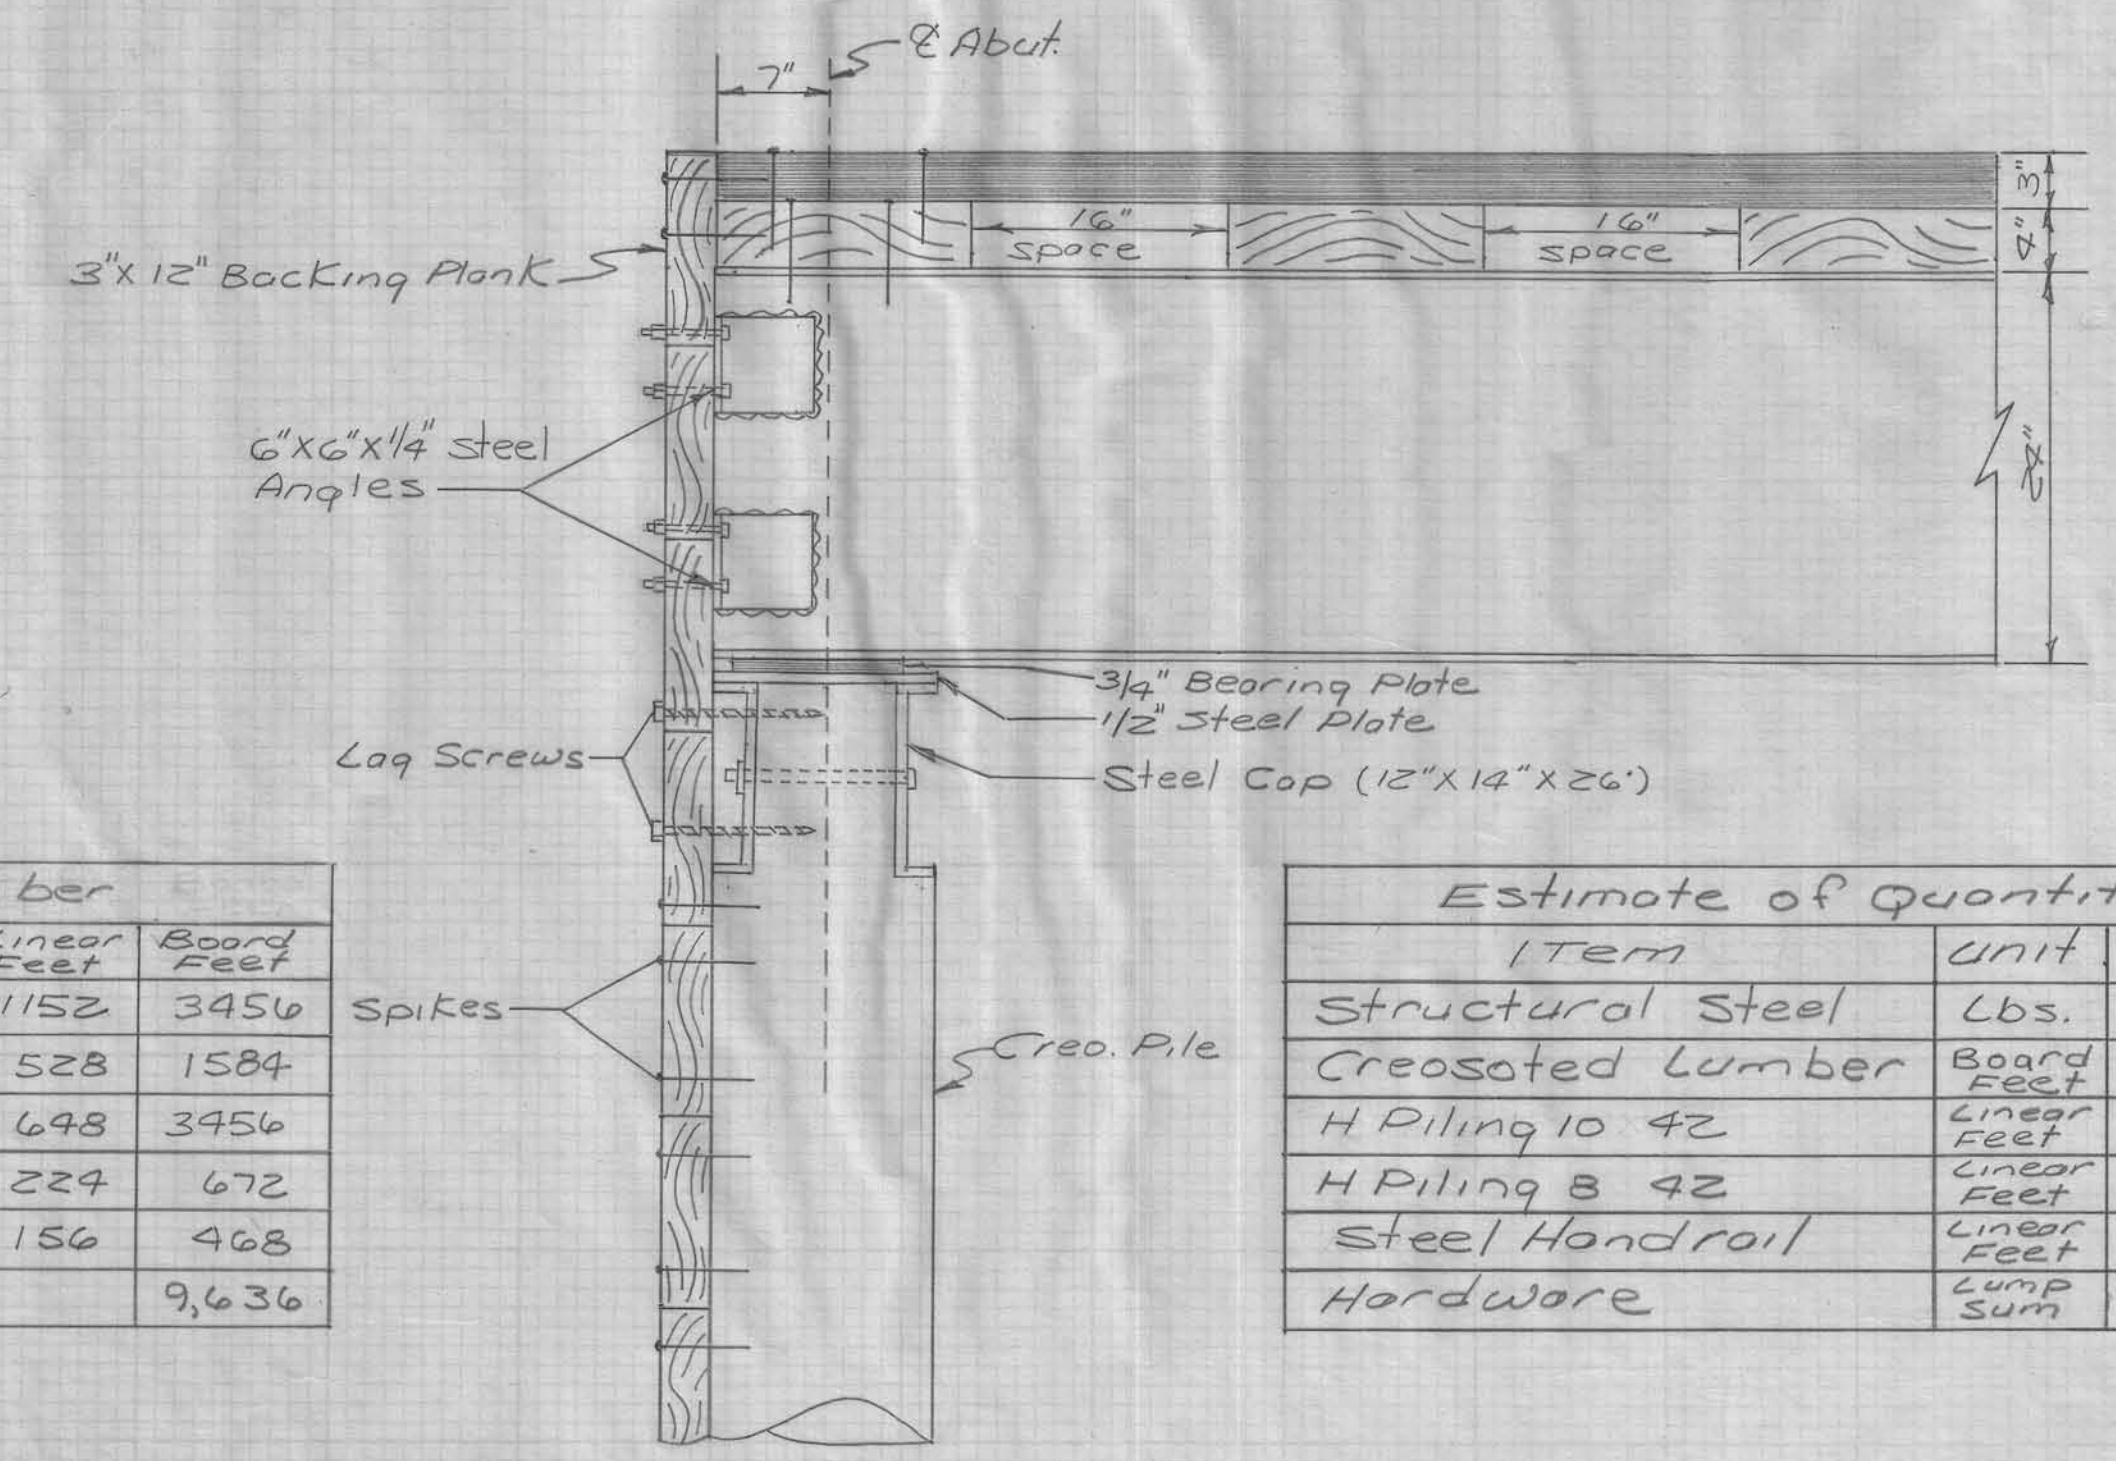 ℄ Abut.
7"
3"
16"
space
16"
space
4"
3"X 12" Backing Plank
6"X6"X1/4" Steel
Angles
24"
3/4" Bearing Plate
1/2" Steel Plate
Lag Screws
Steel Cap (12"X 14" X 26')
ber
Linear Feet Board Feet
1152 3456
528 1584
648 3456
224 672
156 468
9,636
Spikes
Creo. Pile
Estimate of Quantit
Item Unit
Structural Steel Lbs.
Creosoted Lumber Board Feet
H Piling 10 42 Linear Feet
H Piling 8 42 Linear Feet
Steel Handrail Linear Feet
Hardware Lump Sum